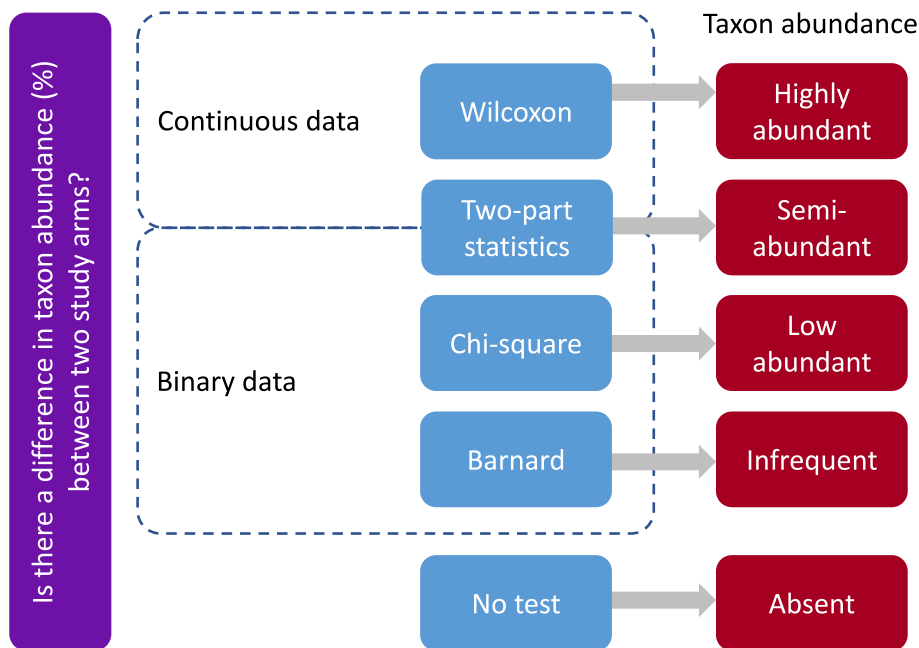 Is there a difference in taxon abundance (%)
between two study arms?
Taxon abundance
Continuous data
Wilcoxon
Highly
abundant
Two-part
statistics
Semi-
abundant
Binary data
Chi-square
Low
abundant
Barnard
Infrequent
No test
Absent